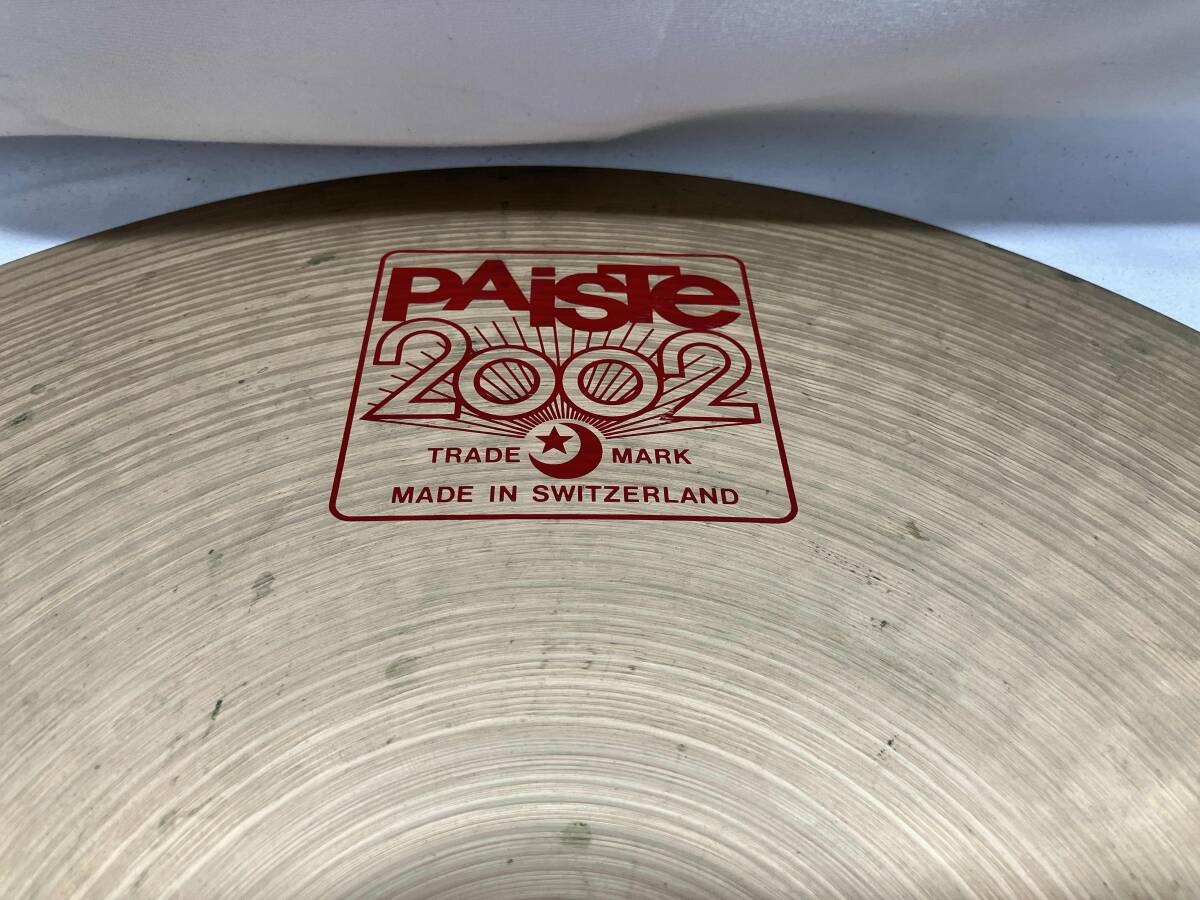 PAiSTe
2002
TRADE MARK
MADE IN SWITZERLAND